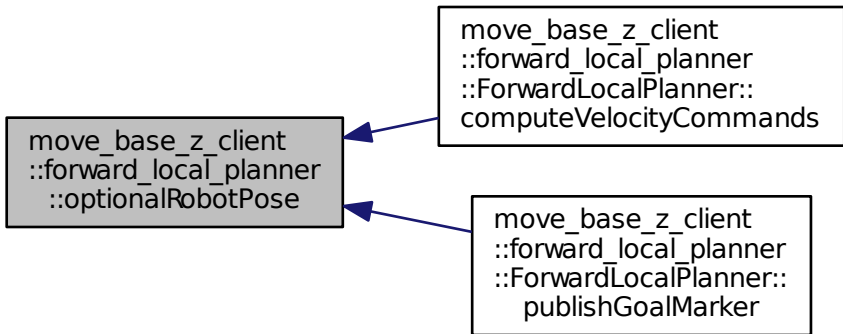 move_base_z_client
::forward_local_planner
::optionalRobotPose
move_base_z_client
::forward_local_planner
::ForwardLocalPlanner::
computeVelocityCommands
move_base_z_client
::forward_local_planner
::ForwardLocalPlanner::
publishGoalMarker